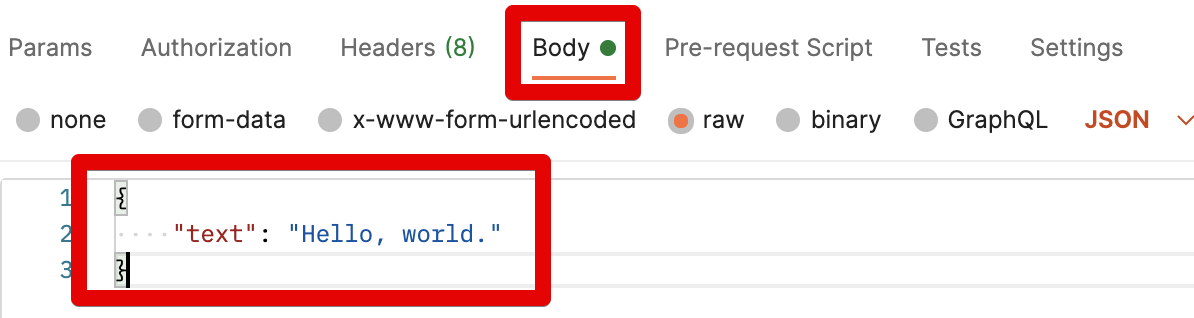 Params Authorization Headers (8) Body Pre-request Script Tests Settings
none form-data x-www-form-urlencoded raw binary GraphQL JSON
1 {
2 "text": "Hello, world."
3 }